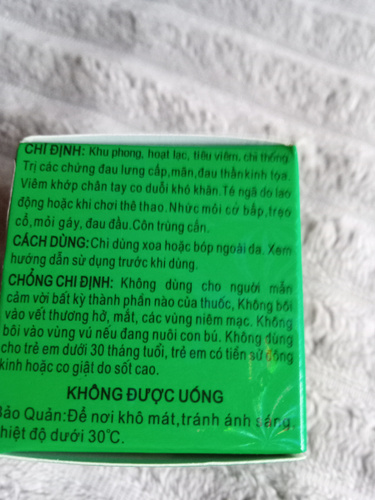 CHỈ ĐỊNH: Khu phong, hoạt lạc, tiêu viêm, chỉ thống.
Trị các chứng đau lưng cấp,mãn,đau thần kinh tọa.
Viêm khớp chân tay co duỗi khó khăn.Té ngã do lao
động hoặc khi chơi thể thao. Nhức mỏi cơ bắp,trẹo
cổ,mỏi gáy, đau đầu.Côn trùng cắn.
CÁCH DÙNG:Chỉ dùng xoa hoặc bóp ngoài da. Xem
hướng dẫn sử dụng trước khi dùng.
CHỐNG CHỈ ĐỊNH: Không dùng cho người mẫn
cảm với bất kỳ thành phần nào của thuốc, Không bôi
vào vết thương hở, mắt, các vùng niêm mạc. Không
bôi vào vùng vú nếu đang nuôi con bú. Không dùng
cho trẻ em dưới 30 tháng tuổi, trẻ em có tiền sử động
kinh hoặc co giật do sốt cao.
KHÔNG ĐƯỢC UỐNG
Bảo Quản:Để nơi khô mát,tránh ánh sáng.
nhiệt độ dưới 30°C.